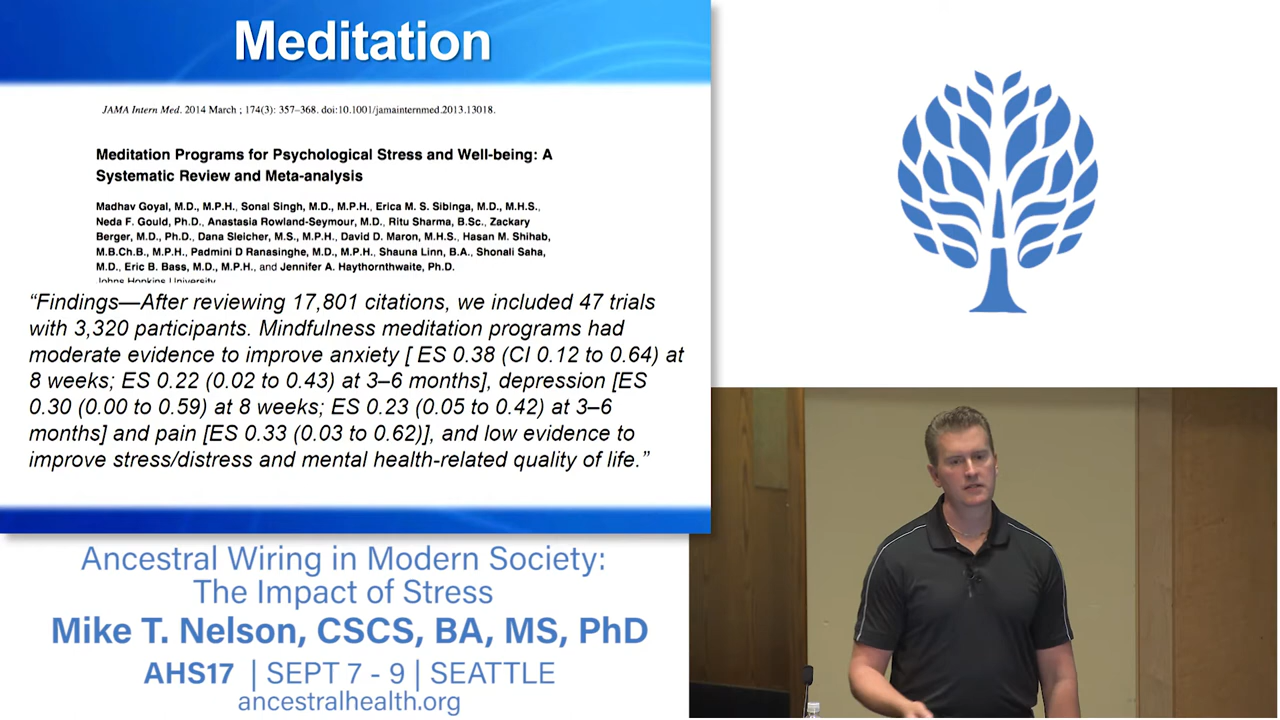 Meditation
JAMA Intern Med. 2014 March ; 174(3): 357–368. doi:10.1001/jamainternmed.2013.13018.
Meditation Programs for Psychological Stress and Well-being: A
Systematic Review and Meta-analysis
Madhav Goyal, M.D., M.P.H., Sonal Singh, M.D., M.P.H., Erica M. S. Sibinga, M.D., M.H.S.,
Neda F. Gould, Ph.D., Anastasia Rowland-Seymour, M.D., Ritu Sharma, B.Sc., Zackary
Berger, M.D., Ph.D., Dana Sleicher, M.S., M.P.H., David D. Maron, M.H.S., Hasan M. Shihab,
M.B.Ch.B., M.P.H., Padmini D Ranasinghe, M.D., M.P.H., Shauna Linn, B.A., Shonali Saha,
M.D., Eric B. Bass, M.D., M.P.H., and Jennifer A. Haythornthwaite, Ph.D.
Johns Hopkins University
“Findings—After reviewing 17,801 citations, we included 47 trials
with 3,320 participants. Mindfulness meditation programs had
moderate evidence to improve anxiety [ ES 0.38 (CI 0.12 to 0.64) at
8 weeks; ES 0.22 (0.02 to 0.43) at 3–6 months], depression [ES
0.30 (0.00 to 0.59) at 8 weeks; ES 0.23 (0.05 to 0.42) at 3–6
months] and pain [ES 0.33 (0.03 to 0.62)], and low evidence to
improve stress/distress and mental health-related quality of life.”
Ancestral Wiring in Modern Society:
The Impact of Stress
Mike T. Nelson, CSCS, BA, MS, PhD
AHS17 | SEPT 7 - 9 | SEATTLE
ancestralhealth.org